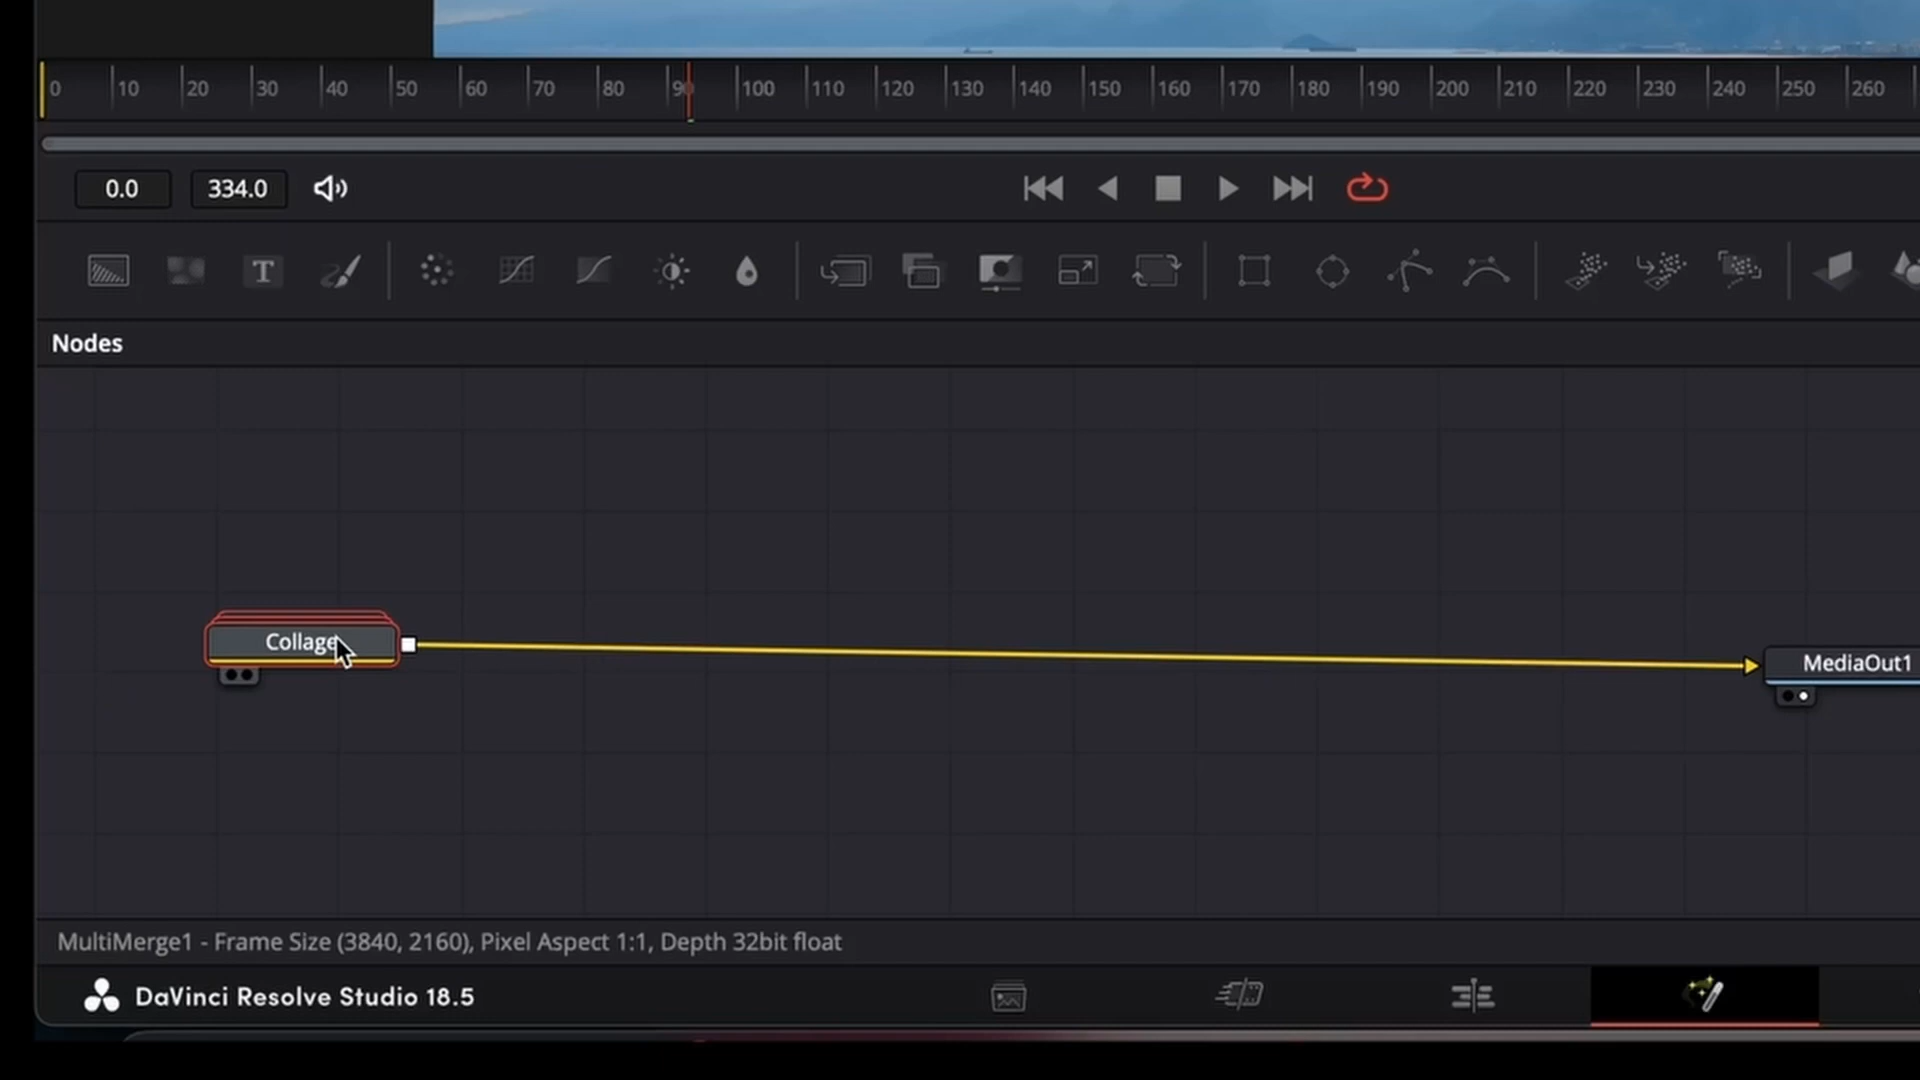 0 10 20 30 40 50 60 70 80 90 100 110 120 130 140 150 160 170 180 190 200 210 220 230 240 250 260
0.0 334.0
T
Nodes
Collage
MediaOut1
MultiMerge1 - Frame Size (3840, 2160), Pixel Aspect 1:1, Depth 32bit float
DaVinci Resolve Studio 18.5